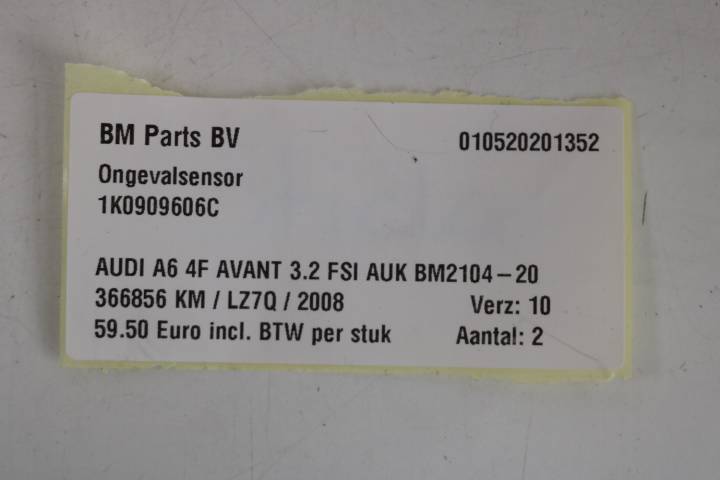 BM Parts BV 010520201352
Ongevalsensor
1K0909606C
AUDI A6 4F AVANT 3.2 FSI AUK BM2104-20
366856 KM / LZ7Q / 2008 Verz: 10
59.50 Euro incl. BTW per stuk Aantal: 2